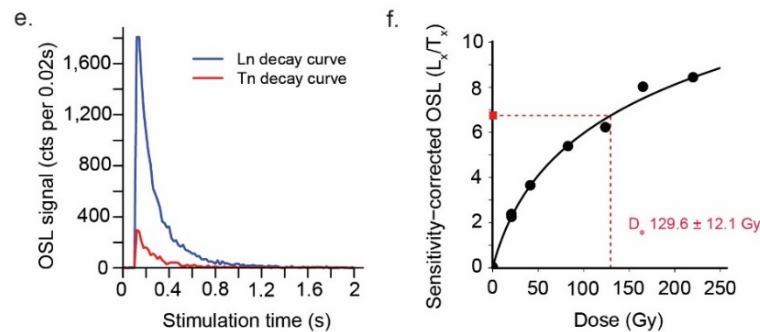 e.
OSL signal (cts per 0.02s)
1,600
1,200
800
400
0
Ln decay curve
Tn decay curve
0 0.4 0.8 1.2 1.6 2
Stimulation time (s)
f.
Sensitivity−corrected OSL (Lx/Tx)
10
8
6
4
2
0
De 129.6 ± 12.1 Gy
0 50 100 150 200 250
Dose (Gy)